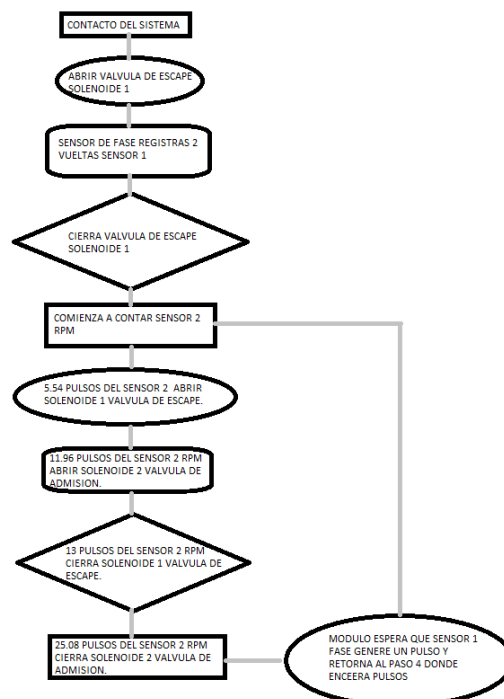 CONTACTO DEL SISTEMA
ABRIR VALVULA DE ESCAPE
SOLENOIDE 1
SENSOR DE FASE REGISTRAS 2
VUELTAS SENSOR 1
CIERRA VALVULA DE ESCAPE
SOLENOIDE 1
COMIENZA A CONTAR SENSOR 2
RPM
5.54 PULSOS DEL SENSOR 2 ABRIR
SOLENOIDE 1 VALVULA DE ESCAPE.
11.96 PULSOS DEL SENSOR 2 RPM
ABRIR SOLENOIDE 2 VALVULA DE
ADMISION.
13 PULSOS DEL SENSOR 2 RPM
CIERRA SOLENOIDE 1 VALVULA DE
ESCAPE.
25.08 PULSOS DEL SENSOR 2 RPM
CIERRA SOLENOIDE 2 VALVULA DE
ADMISION.
MODULO ESPERA QUE SENSOR 1
FASE GENERE UN PULSO Y
RETORNA AL PASO 4 DONDE
ENCEERA PULSOS